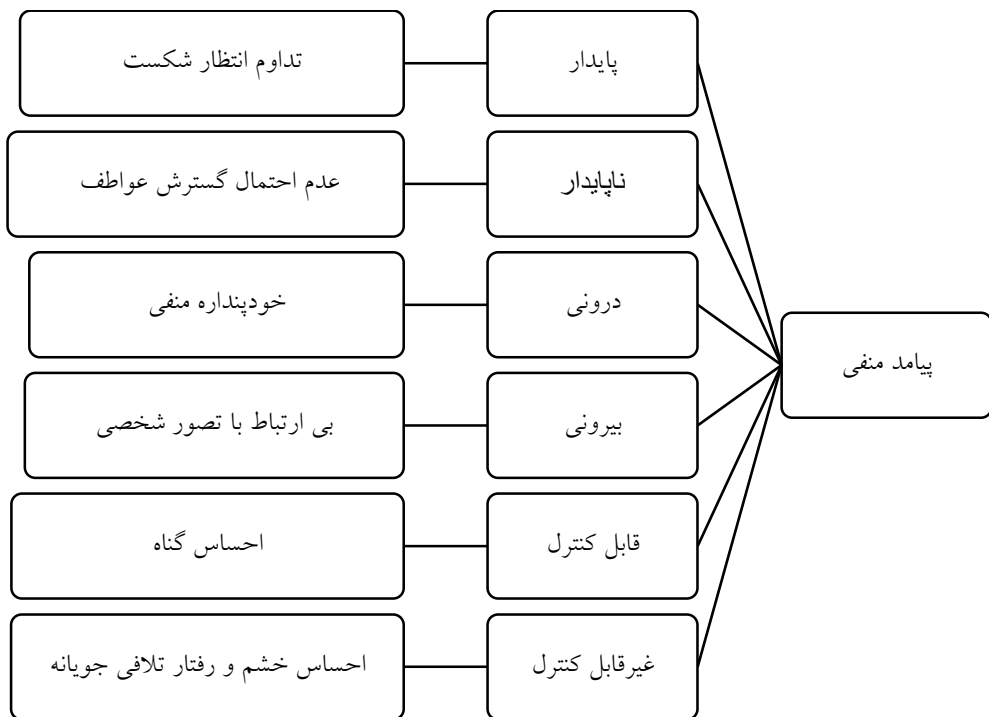 پیامد منفی
پایدار
تداوم انتظار شکست
ناپایدار
عدم احتمال گسترش عواطف
درونی
خودپنداره منفی
بیرونی
بی ارتباط با تصور شخصی
قابل کنترل
احساس گناه
غیرقابل کنترل
احساس خشم و رفتار تلافی جویانه